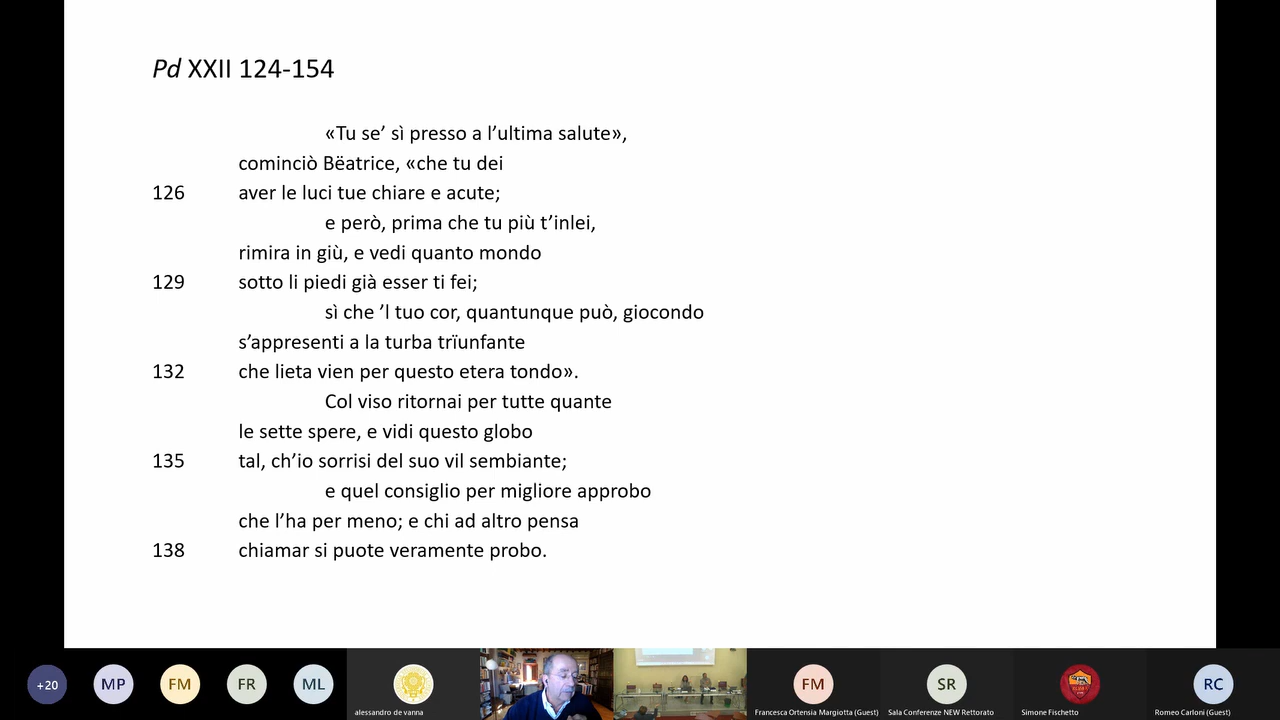 Pd XXII 124-154
«Tu se’ sì presso a l’ultima salute»,
cominciò Bëatrice, «che tu dei
126 aver le luci tue chiare e acute;
e però, prima che tu più t’inlei,
rimira in giù, e vedi quanto mondo
129 sotto li piedi già esser ti fei;
sì che ’l tuo cor, quantunque può, giocondo
s’appresenti a la turba trïunfante
132 che lieta vien per questo etera tondo».
Col viso ritornai per tutte quante
le sette spere, e vidi questo globo
135 tal, ch’io sorrisi del suo vil sembiante;
e quel consiglio per migliore approbo
che l’ha per meno; e chi ad altro pensa
138 chiamar si puote veramente probo.
+20 MP FM FR ML FM SR RC
alessandro de vanna Francesca Ortensia Margiotta (Guest) Sala Conferenze NEW Rettorato Simone Fischetto Romeo Carloni (Guest)